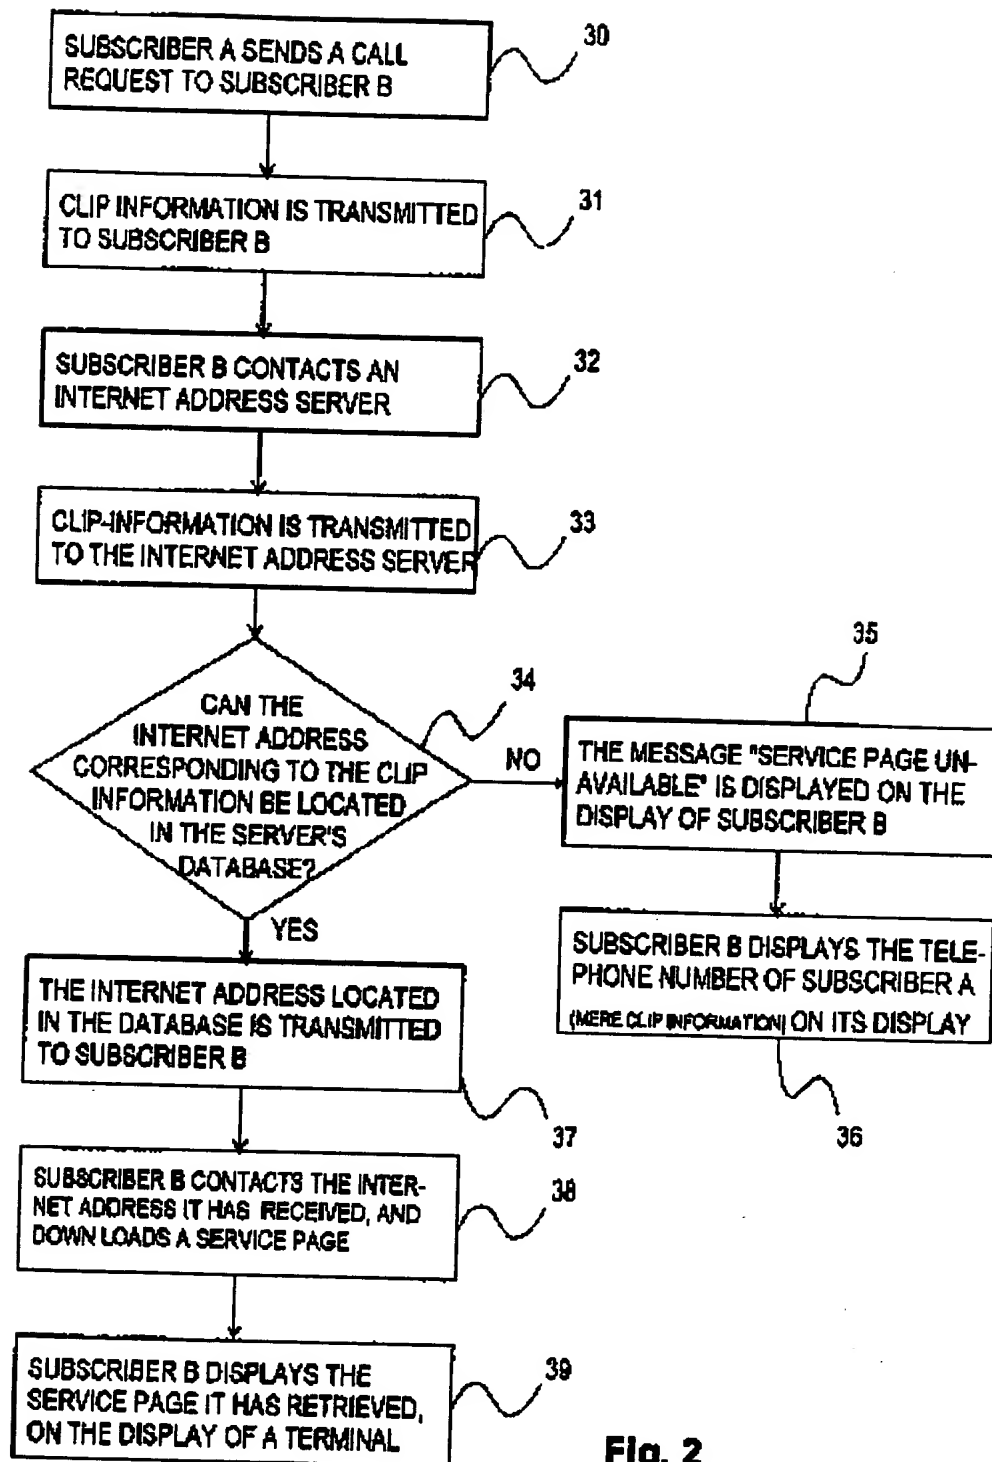 SUBSCRIBER A SENDS A CALL
REQUEST TO SUBSCRIBER B
30
CLIP INFORMATION IS TRANSMITTED
TO SUBSCRIBER B
31
SUBSCRIBER B CONTACTS AN
INTERNET ADDRESS SERVER
32
CLIP-INFORMATION IS TRANSMITTED
TO THE INTERNET ADDRESS SERVER
33
CAN THE
INTERNET ADDRESS
CORRESPONDING TO THE CLIP
INFORMATION BE LOCATED
IN THE SERVER'S
DATABASE?
34
NO
35
THE MESSAGE "SERVICE PAGE UN-
AVAILABLE" IS DISPLAYED ON THE
DISPLAY OF SUBSCRIBER B
SUBSCRIBER B DISPLAYS THE TELE-
PHONE NUMBER OF SUBSCRIBER A
(MERE CLIP INFORMATION) ON ITS DISPLAY
36
YES
THE INTERNET ADDRESS LOCATED
IN THE DATABASE IS TRANSMITTED
TO SUBSCRIBER B
37
SUBSCRIBER B CONTACTS THE INTER-
NET ADDRESS IT HAS RECEIVED, AND
DOWN LOADS A SERVICE PAGE
38
SUBSCRIBER B DISPLAYS THE
SERVICE PAGE IT HAS RETRIEVED,
ON THE DISPLAY OF A TERMINAL
39
Fig. 2